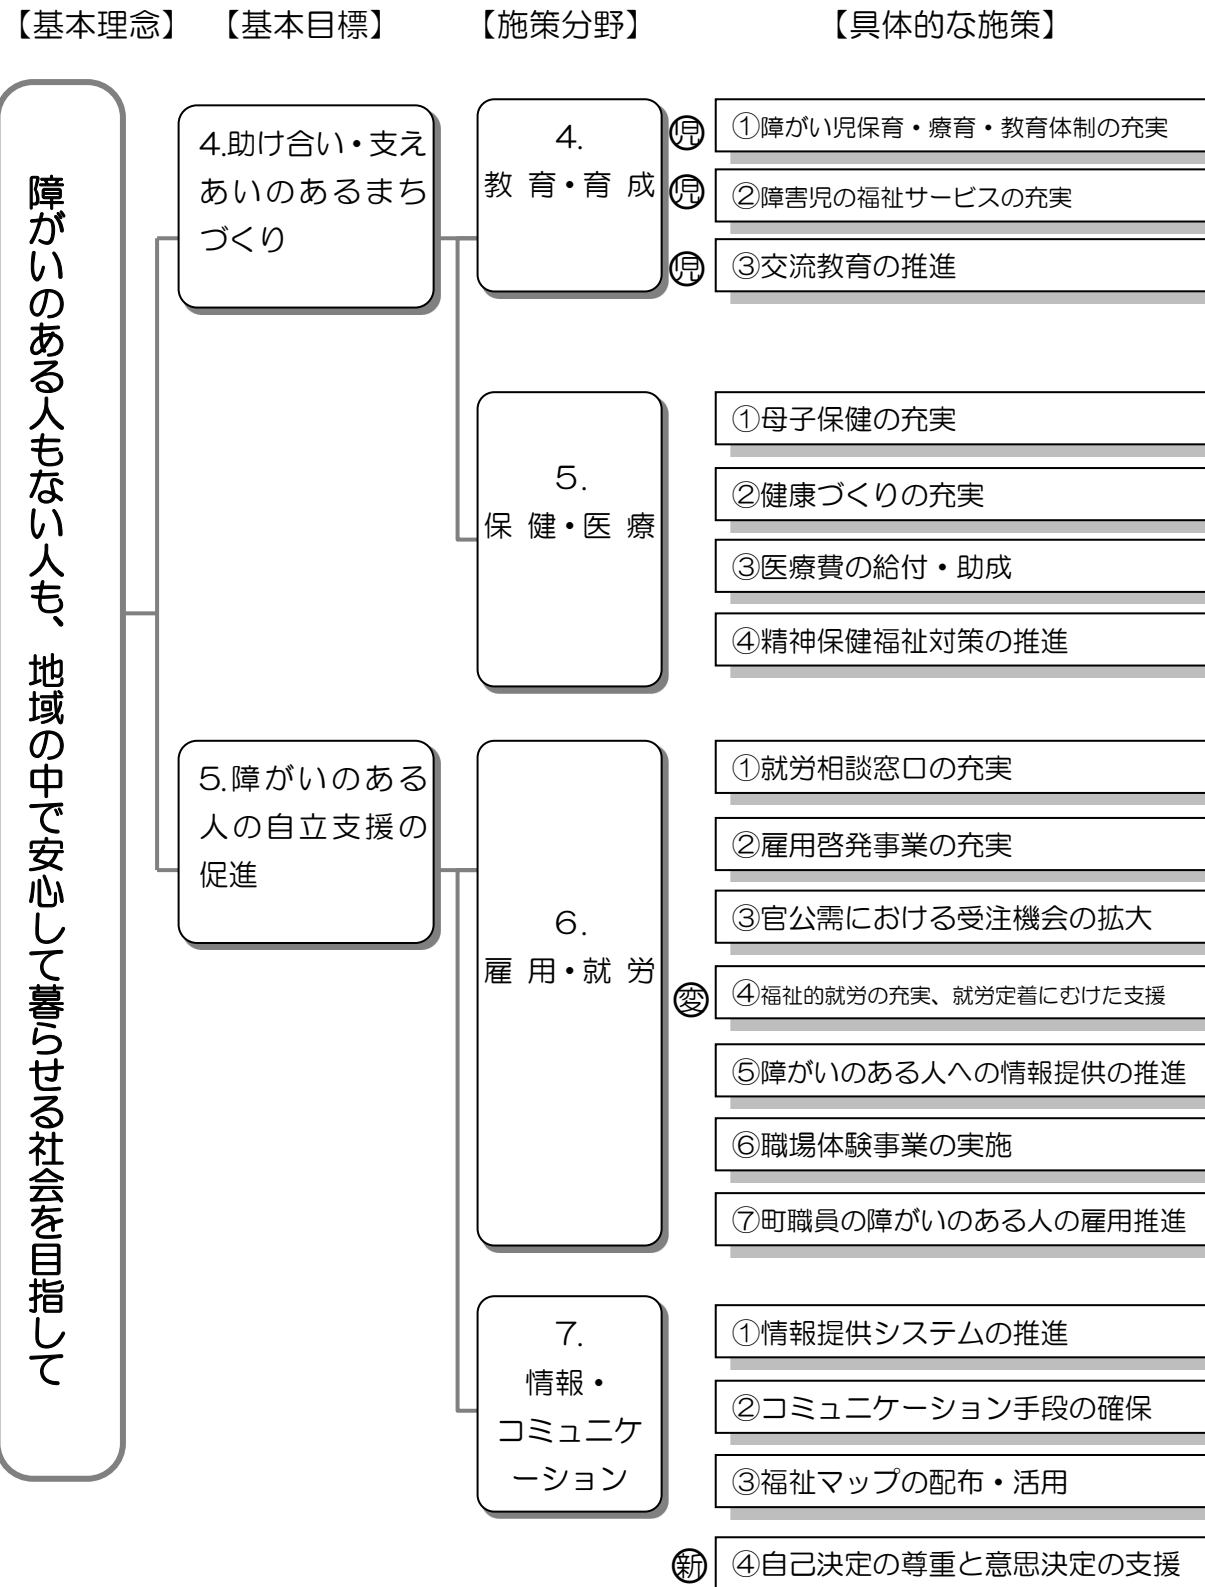 【基本理念】 【基本目標】 【施策分野】 【具体的な施策】
障がいのある人もない人も、地域の中で安心して暮らせる社会を目指して
4.助け合い・支え
あいのあるまち
づくり
4.
教育・育成
児 ①障がい児保育・療育・教育体制の充実
児 ②障害児の福祉サービスの充実
児 ③交流教育の推進
5.
保健・医療
①母子保健の充実
②健康づくりの充実
③医療費の給付・助成
④精神保健福祉対策の推進
5.障がいのある
人の自立支援の
促進
6.
雇用・就労
①就労相談窓口の充実
②雇用啓発事業の充実
③官公需における受注機会の拡大
変 ④福祉的就労の充実、就労定着にむけた支援
⑤障がいのある人への情報提供の推進
⑥職場体験事業の実施
⑦町職員の障がいのある人の雇用推進
7.
情報・
コミュニケ
ーション
①情報提供システムの推進
②コミュニケーション手段の確保
③福祉マップの配布・活用
新 ④自己決定の尊重と意思決定の支援